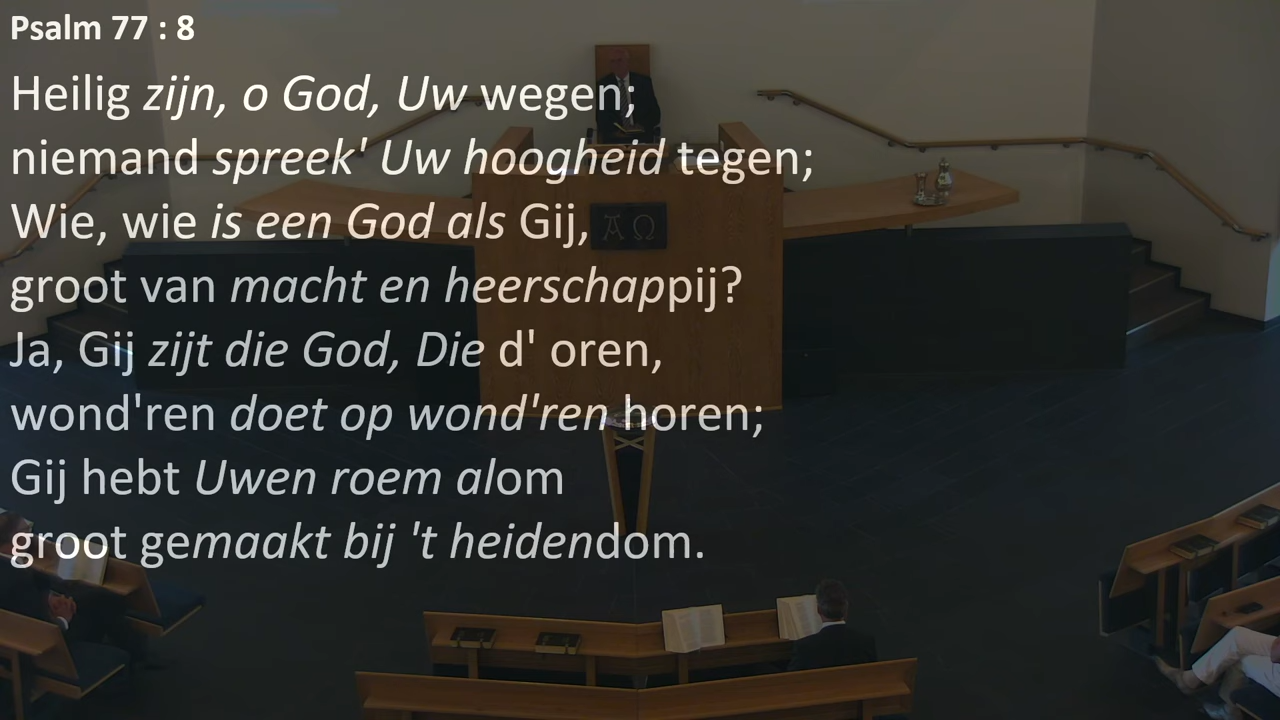 Psalm 77 : 8
Heilig zijn, o God, Uw wegen;
niemand spreek' Uw hoogheid tegen;
Wie, wie is een God als Gij,
groot van macht en heerschappij?
Ja, Gij zijt die God, Die d' oren,
wond'ren doet op wond'ren horen;
Gij hebt Uwen roem alom
groot gemaakt bij 't heidendom.
ΑΩ